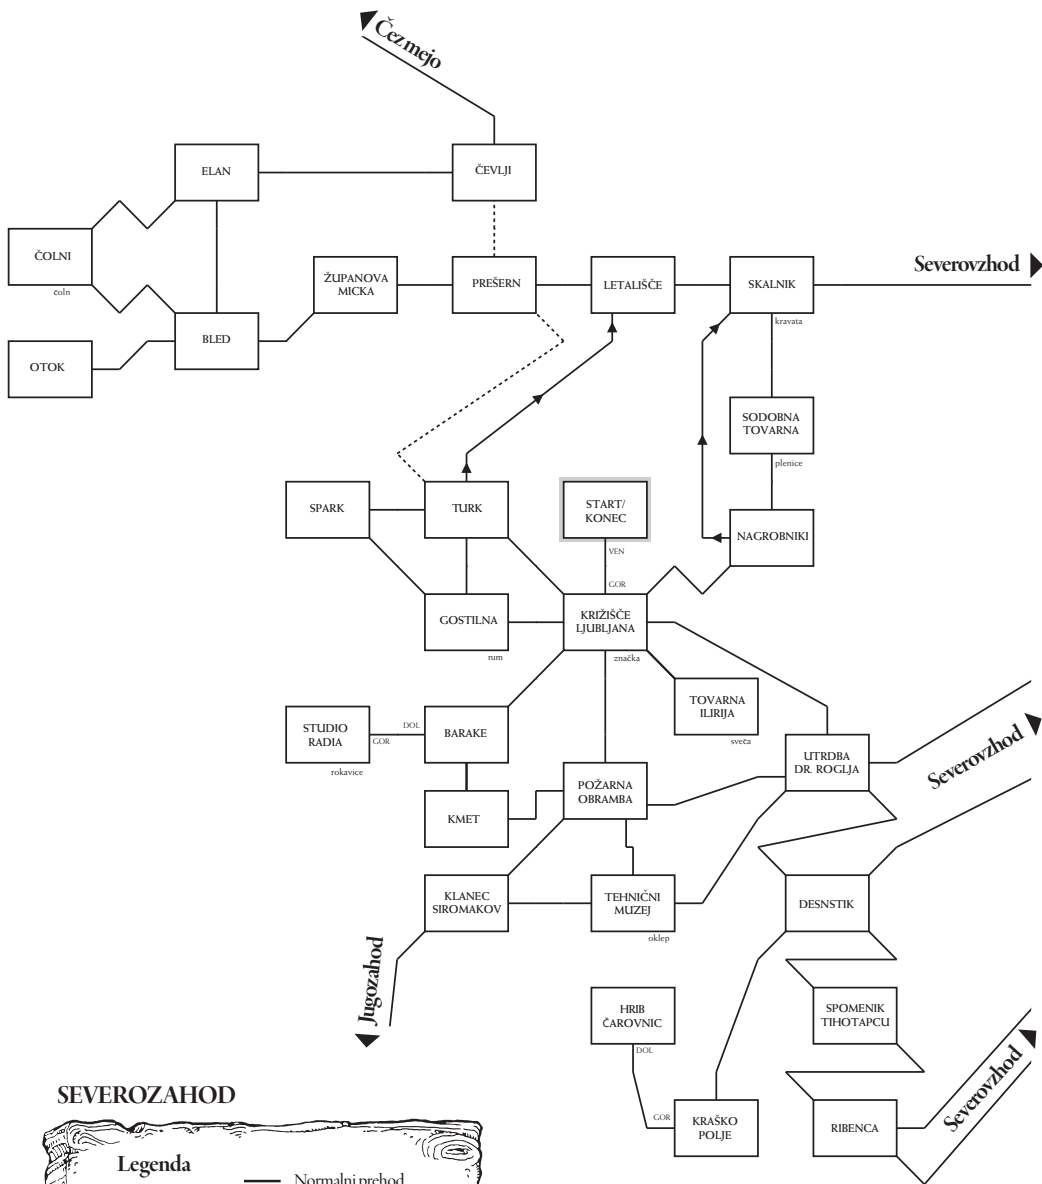 Čez mejo
ELAN
ČEVLJI
ČOLNI
čoln
ŽUPANOVA
MICKA
PREŠERN
LETALIŠČE
SKALNIK
kravata
Severovzhod
BLED
OTOK
SODOBNA
TOVARNA
plenice
SPARK
TURK
START/
KONEC
VEN
GOR
NAGROBNIKI
GOSTILNA
rum
KRIŽIŠČE
LJUBLJANA
značka
TOVARNA
ILIRIJA
sveča
STUDIO
RADIA
rokavice
DOL
GOR
BARAKE
UTRDBA
DR. ROGLJA
Severovzhod
KMET
POŽARNA
OBRAMBA
KLANEC
SIROMAKOV
TEHNIČNI
MUZEJ
oklep
DESNSTIK
Jugozahod
HRIB
ČAROVNIC
DOL
SPOMENIK
TIHOTAPCU
GOR
KRAŠKO
POLJE
RIBENCA
Severovzhod
SEVEROZAHOD
Legenda
Normalni prehod